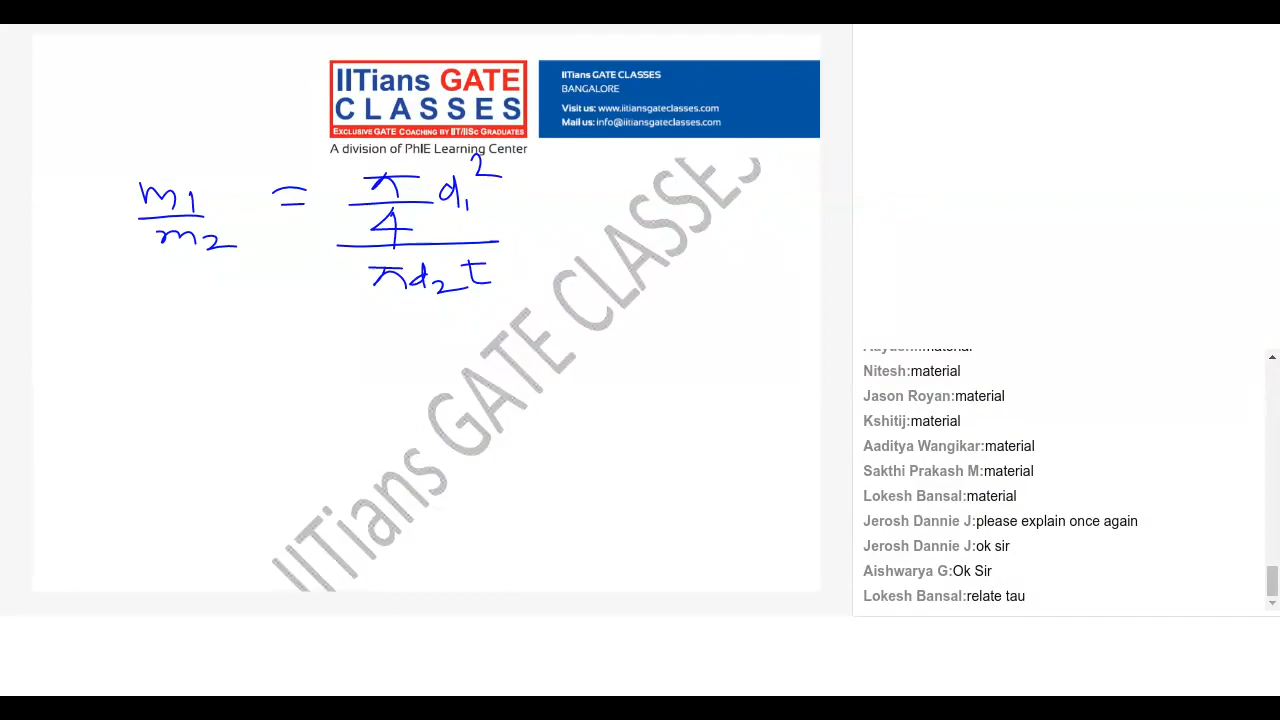 IITians GATE
CLASSES
EXCLUSIVE GATE COACHING BY IIT/IISc GRADUATES
A division of PhIE Learning Center
IITians GATE CLASSES
BANGALORE
Visit us: www.iitiansgateclasses.com
Mail us: info@iitiansgateclasses.com
m1/m2 = (π/4 d₁²)/(πd₂t)
IITians GATE CLASSES
Nitesh:material
Jason Royan:material
Kshitij:material
Aaditya Wangikar:material
Sakthi Prakash M:material
Lokesh Bansal:material
Jerosh Dannie J:please explain once again
Jerosh Dannie J:ok sir
Aishwarya G:Ok Sir
Lokesh Bansal:relate tau